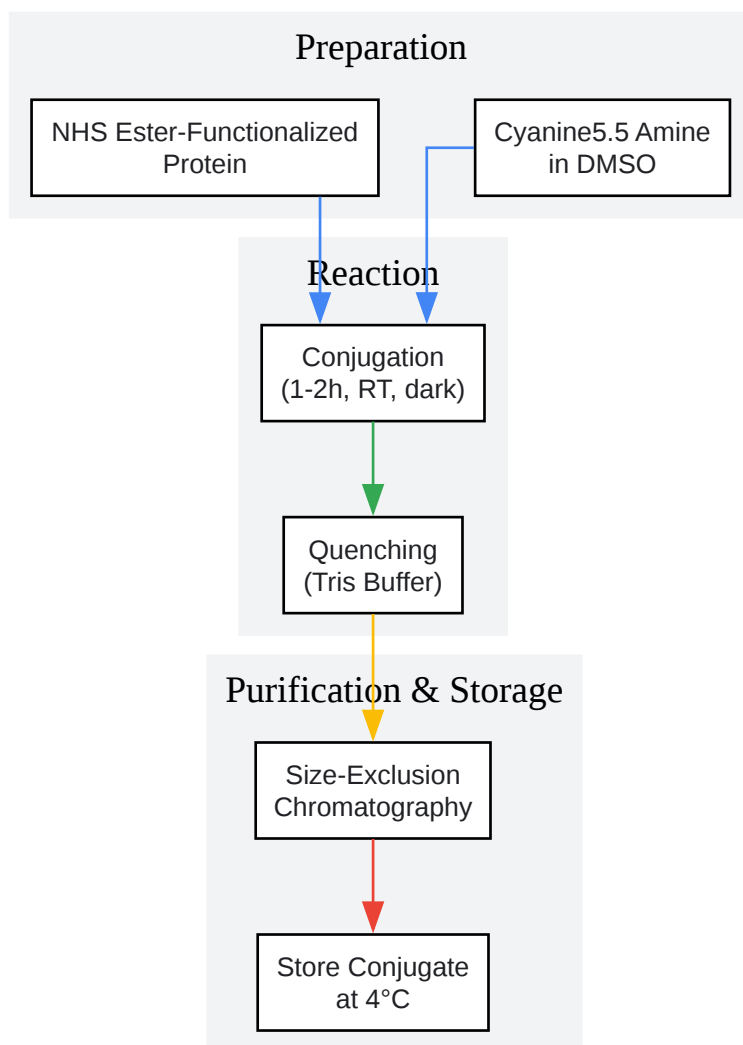 Preparation
NHS Ester-Functionalized
Protein
Cyanine5.5 Amine
in DMSO
Reaction
Conjugation
(1-2h, RT, dark)
Quenching
(Tris Buffer)
Purification & Storage
Size-Exclusion
Chromatography
Store Conjugate
at 4°C